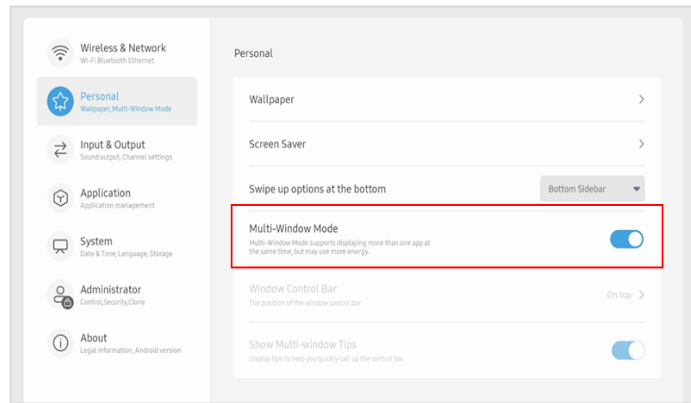 Wireless & Network
Wi-Fi Bluetooth Ethernet
Personal
Wallpaper, Multi-Window Mode
Input & Output
Sound output, Channel settings
Application
Application management
System
Date & Time, Language, Storage
Administrator
Control,Security,Clone
About
Legal information, Android version
Personal
Wallpaper
Screen Saver
Swipe up options at the bottom
Bottom Sidebar
Multi-Window Mode
Multi-Window Mode supports displaying more than one app at
the same time, but may use more energy.
Window Control Bar
The position of the window control bar
On top
Show Multi-window Tips
Display tips to help you quickly call up the control bar